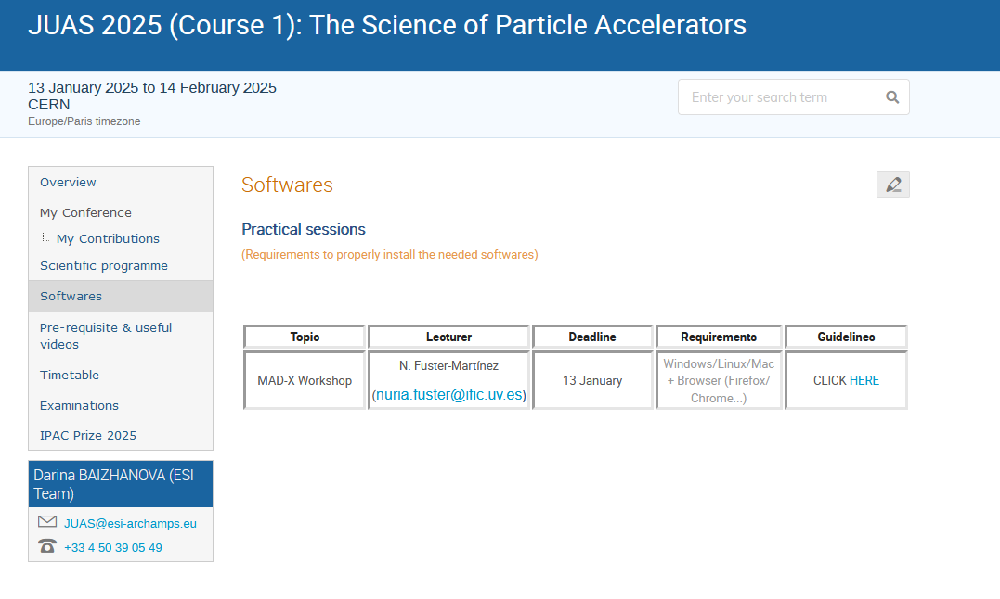 JUAS 2025 (Course 1): The Science of Particle Accelerators
13 January 2025 to 14 February 2025
CERN
Europe/Paris timezone
Enter your search term
Overview
My Conference
My Contributions
Scientific programme
Softwares
Pre-requisite & useful
videos
Timetable
Examinations
IPAC Prize 2025
Darina BAIZHANOVA (ESI
Team)
JUAS@esi-archamps.eu
+33 4 50 39 05 49
Softwares
Practical sessions
(Requirements to properly install the needed softwares)
Topic Lecturer Deadline Requirements Guidelines
MAD-X Workshop
N. Fuster-Martínez
(nuria.fuster@ific.uv.es)
13 January
Windows/Linux/Mac
+ Browser (Firefox/
Chrome...)
CLICK HERE